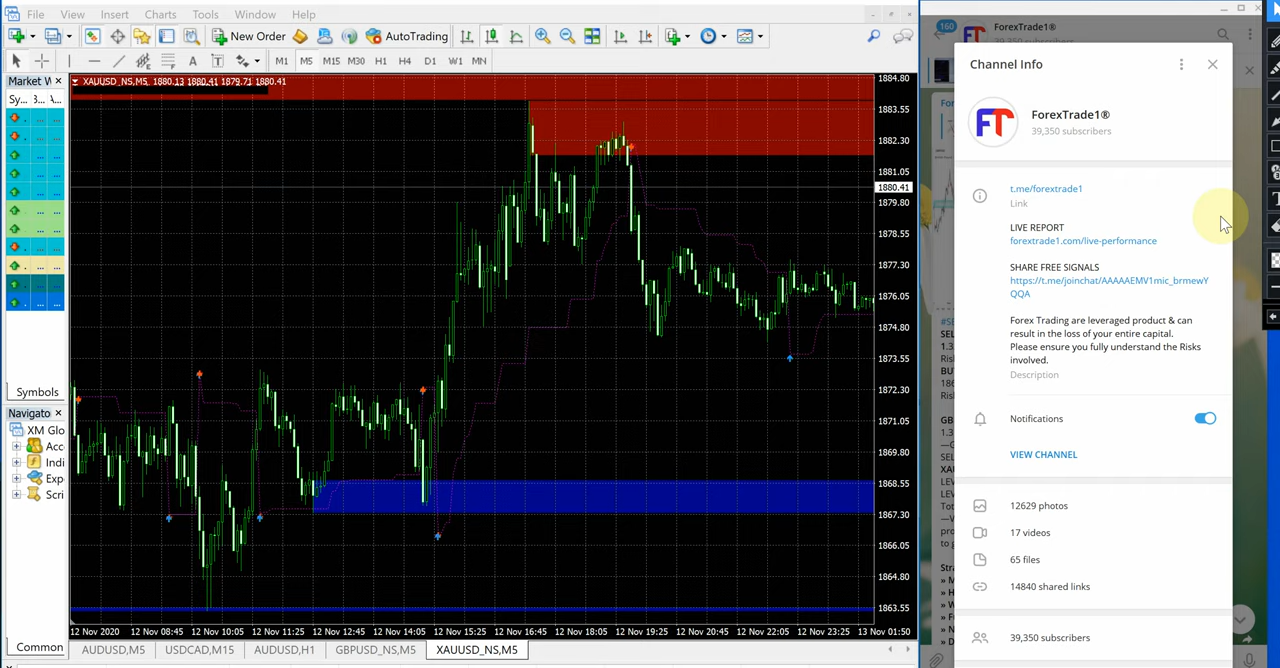 File View Insert Charts Tools Window Help
New Order AutoTrading
A T M1 M5 M15 M30 H1 H4 D1 W1 MN
Market W
Sy... B... A...
Symbols
Navigato
XM Glo
Acc
Indi
Exp
Scri
Common
XAUUSD_NS,M5. 1880.13 1880.41 1879.71 1880.41
1884.80
1883.55
1882.30
1881.05
1880.41
1879.80
1878.55
1877.30
1876.05
1874.80
1873.55
1872.30
1871.05
1869.80
1868.55
1867.30
1866.05
1864.80
1863.55
12 Nov 2020 12 Nov 08:45 12 Nov 10:05 12 Nov 11:25 12 Nov 12:45 12 Nov 14:05 12 Nov 15:25 12 Nov 16:45 12 Nov 18:05 12 Nov 19:25 12 Nov 20:45 12 Nov 22:05 12 Nov 23:25 13 Nov 01:50
AUDUSD,M5 USDCAD,M15 AUDUSD,H1 GBPUSD_NS,M5 XAUUSD_NS,M5
160
ForexTrade1®
Channel Info
FT
ForexTrade1®
39,350 subscribers
t.me/forextrade1
Link
LIVE REPORT
forextrade1.com/live-performance
SHARE FREE SIGNALS
https://t.me/joinchat/AAAAAEMV1mic_brmewY
QQA
Forex Trading are leveraged product & can
result in the loss of your entire capital.
Please ensure you fully understand the Risks
involved.
Description
Notifications
VIEW CHANNEL
12629 photos
17 videos
65 files
14840 shared links
39,350 subscribers